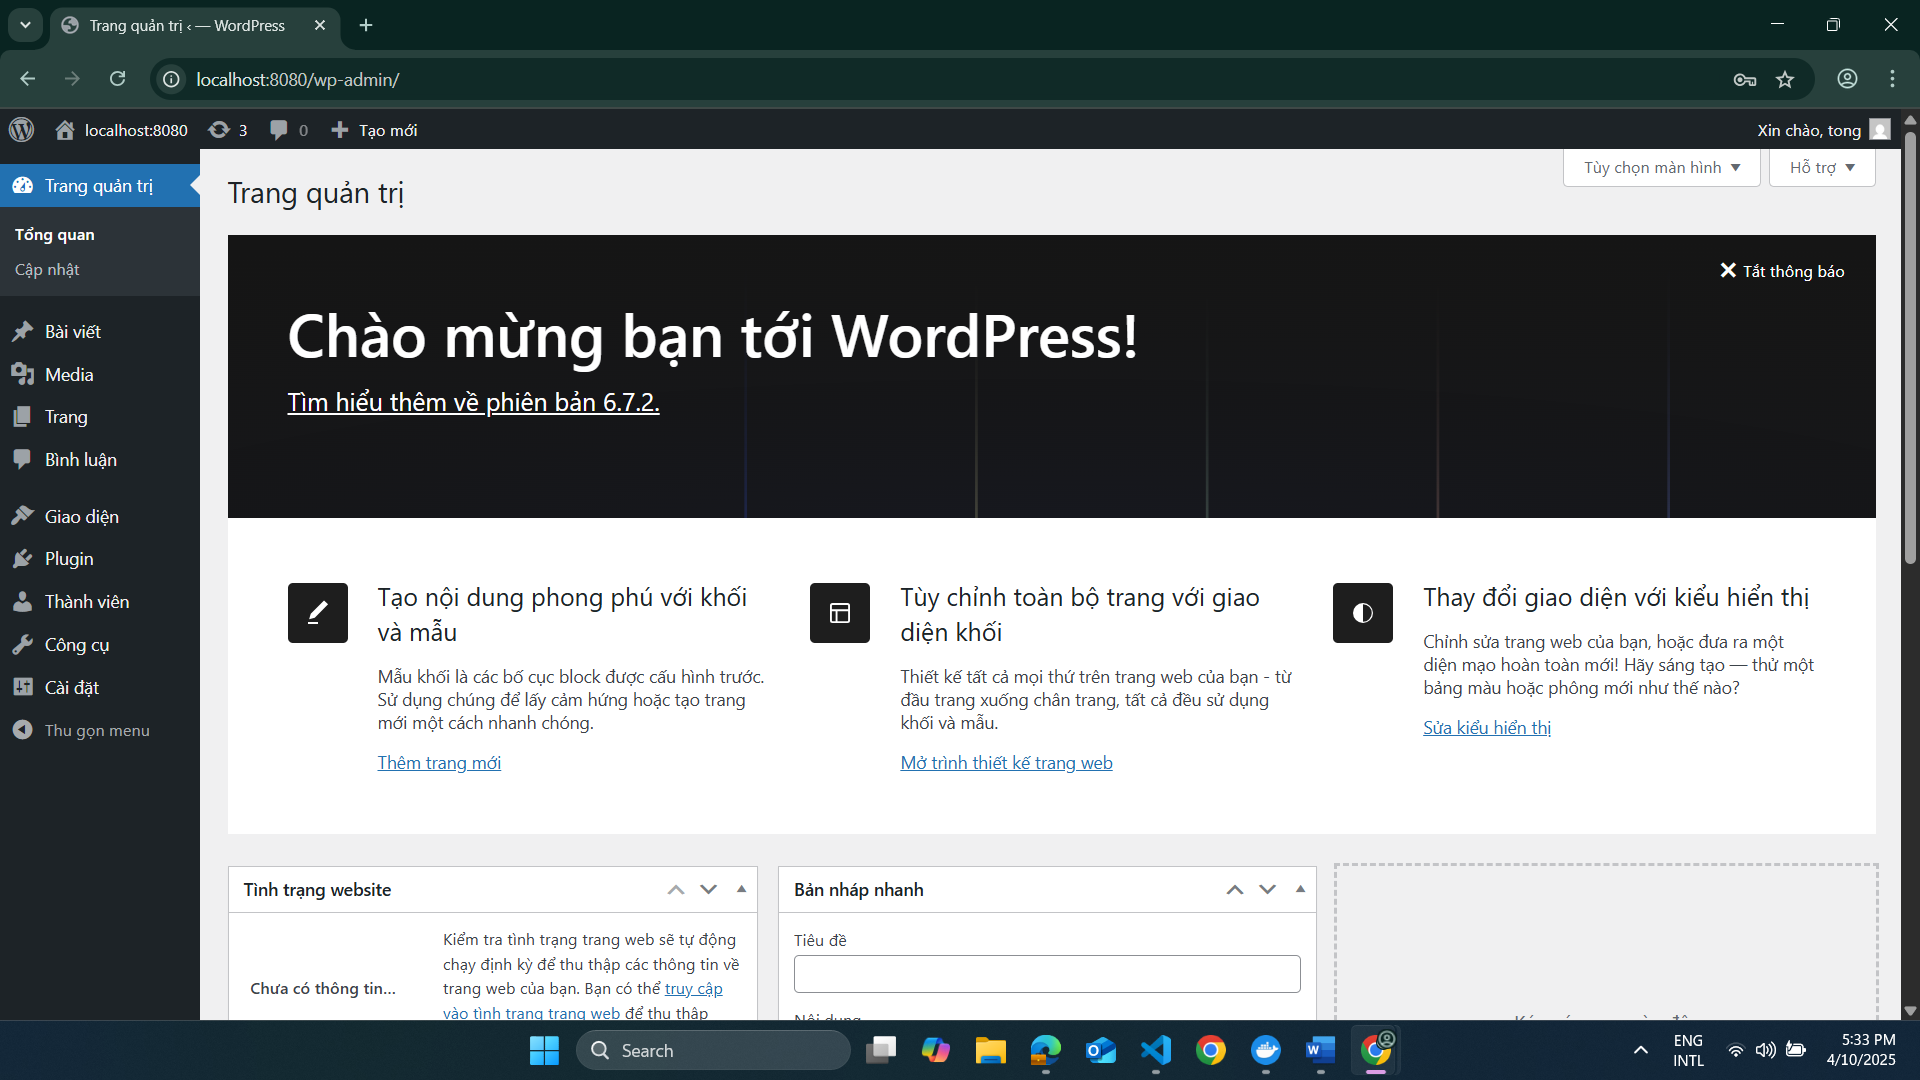 Trang quản trị ‹ — WordPress
localhost:8080/wp-admin/
localhost:8080
3
0
Tạo mới
Xin chào, tong
Trang quản trị
Tổng quan
Cập nhật
Bài viết
Media
Trang
Bình luận
Giao diện
Plugin
Thành viên
Công cụ
Cài đặt
Thu gọn menu
Tùy chọn màn hình
Hỗ trợ
Trang quản trị
Tắt thông báo
Chào mừng bạn tới WordPress!
Tìm hiểu thêm về phiên bản 6.7.2.
Tạo nội dung phong phú với khối
và mẫu
Mẫu khối là các bố cục block được cấu hình trước.
Sử dụng chúng để lấy cảm hứng hoặc tạo trang
mới một cách nhanh chóng.
Thêm trang mới
Tùy chỉnh toàn bộ trang với giao
diện khối
Thiết kế tất cả mọi thứ trên trang web của bạn - từ
đầu trang xuống chân trang, tất cả đều sử dụng
khối và mẫu.
Mở trình thiết kế trang web
Thay đổi giao diện với kiểu hiển thị
Chỉnh sửa trang web của bạn, hoặc đưa ra một
diện mạo hoàn toàn mới! Hãy sáng tạo — thử một
bảng màu hoặc phông mới như thế nào?
Sửa kiểu hiển thị
Tình trạng website
Chưa có thông tin...
Kiểm tra tình trạng trang web sẽ tự động
chạy định kỳ để thu thập các thông tin về
trang web của bạn. Bạn có thể truy cập
vào tình trạng trang web để thu thập
Bản nháp nhanh
Tiêu đề
Nội dung
Search
ENG
INTL
5:33 PM
4/10/2025